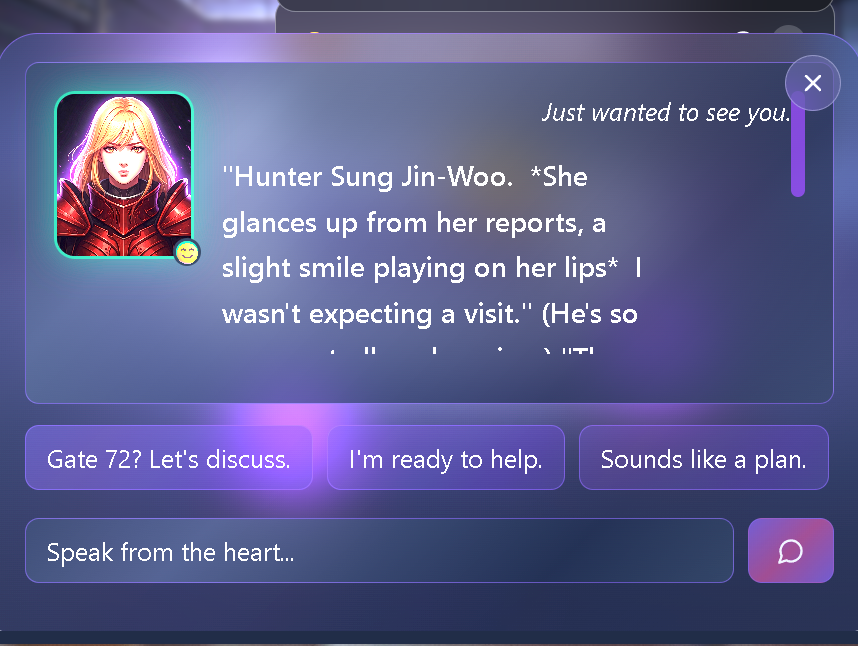 Just wanted to see you.
"Hunter Sung Jin-Woo.  *She
glances up from her reports, a
slight smile playing on her lips*  I
wasn't expecting a visit." (He's so
Gate 72? Let's discuss.
I'm ready to help.
Sounds like a plan.
Speak from the heart...